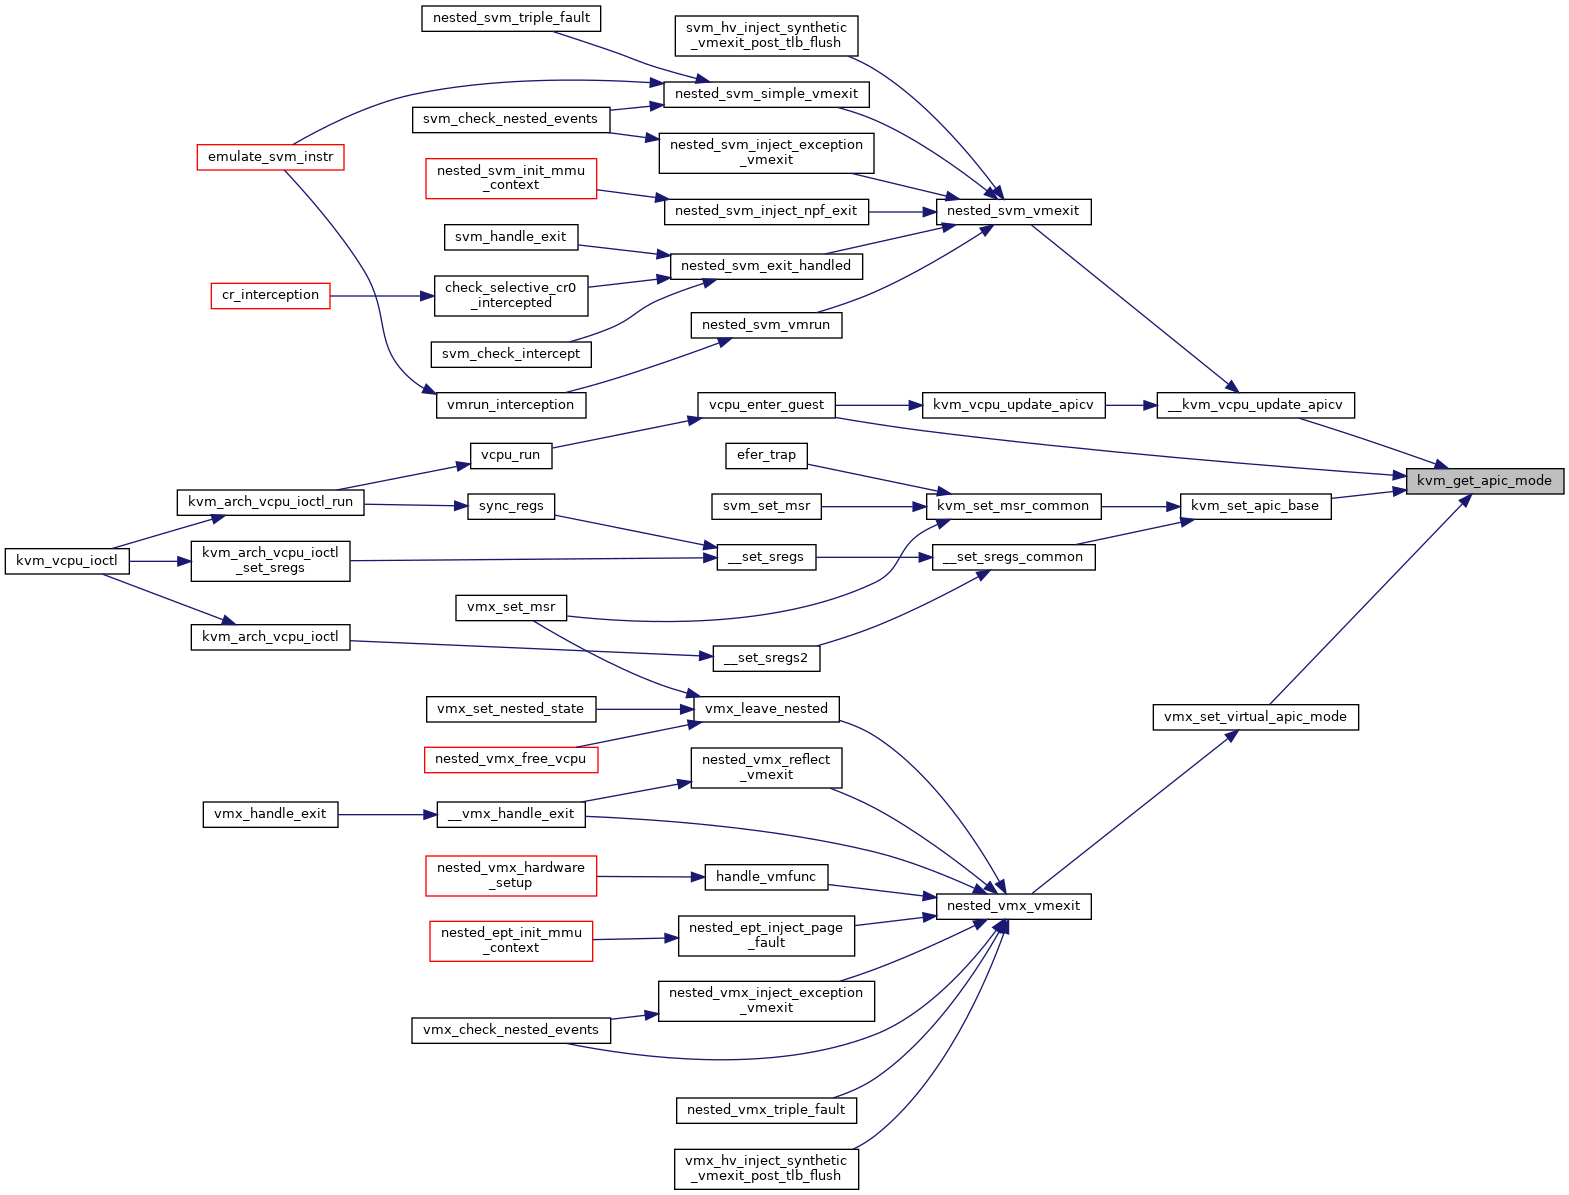 nested_svm_triple_fault
svm_hv_inject_synthetic
_vmexit_post_tlb_flush
nested_svm_simple_vmexit
svm_check_nested_events
nested_svm_inject_exception
_vmexit
emulate_svm_instr
nested_svm_init_mmu
_context
nested_svm_inject_npf_exit
nested_svm_vmexit
svm_handle_exit
nested_svm_exit_handled
cr_interception
check_selective_cr0
_intercepted
nested_svm_vmrun
svm_check_intercept
vmrun_interception
vcpu_enter_guest
kvm_vcpu_update_apicv
__kvm_vcpu_update_apicv
vcpu_run
efer_trap
kvm_get_apic_mode
kvm_arch_vcpu_ioctl_run
sync_regs
svm_set_msr
kvm_set_msr_common
kvm_set_apic_base
kvm_vcpu_ioctl
kvm_arch_vcpu_ioctl
_set_sregs
__set_sregs
__set_sregs_common
vmx_set_msr
kvm_arch_vcpu_ioctl
__set_sregs2
vmx_set_nested_state
vmx_leave_nested
vmx_set_virtual_apic_mode
nested_vmx_free_vcpu
nested_vmx_reflect
_vmexit
vmx_handle_exit
__vmx_handle_exit
nested_vmx_hardware
_setup
handle_vmfunc
nested_vmx_vmexit
nested_ept_init_mmu
_context
nested_ept_inject_page
_fault
nested_vmx_inject_exception
_vmexit
vmx_check_nested_events
nested_vmx_triple_fault
vmx_hv_inject_synthetic
_vmexit_post_tlb_flush